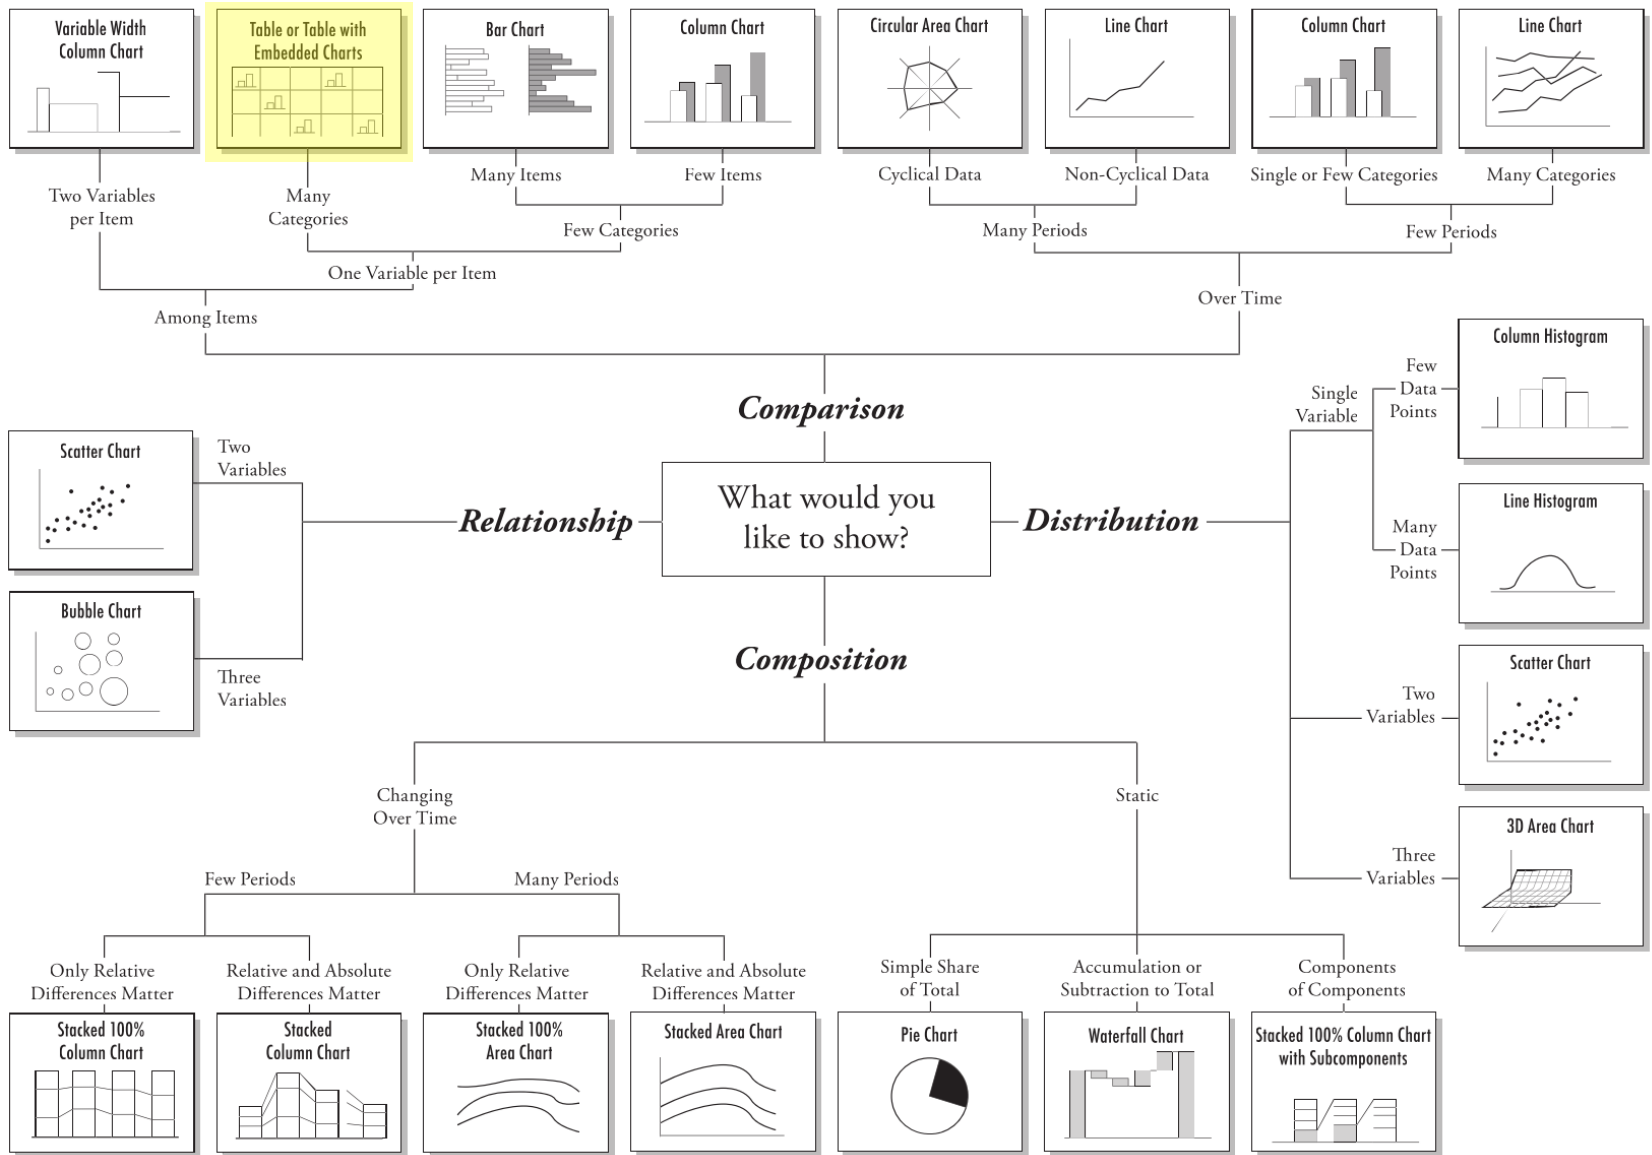 Variable Width
Column Chart
Table or Table with
Embedded Charts
Bar Chart
Column Chart
Circular Area Chart
Line Chart
Column Chart
Line Chart
Two Variables
per Item
Many
Categories
Many Items
Few Items
Cyclical Data
Non-Cyclical Data
Single or Few Categories
Many Categories
Few Categories
Many Periods
Few Periods
One Variable per Item
Over Time
Among Items
Comparison
Relationship
What would you
like to show?
Distribution
Composition
Scatter Chart
Two
Variables
Bubble Chart
Three
Variables
Single
Variable
Few
Data
Points
Column Histogram
Many
Data
Points
Line Histogram
Two
Variables
Scatter Chart
Three
Variables
3D Area Chart
Changing
Over Time
Static
Few Periods
Many Periods
Only Relative
Differences Matter
Relative and Absolute
Differences Matter
Only Relative
Differences Matter
Relative and Absolute
Differences Matter
Simple Share
of Total
Accumulation or
Subtraction to Total
Components
of Components
Stacked 100%
Column Chart
Stacked
Column Chart
Stacked 100%
Area Chart
Stacked Area Chart
Pie Chart
Waterfall Chart
Stacked 100% Column Chart
with Subcomponents